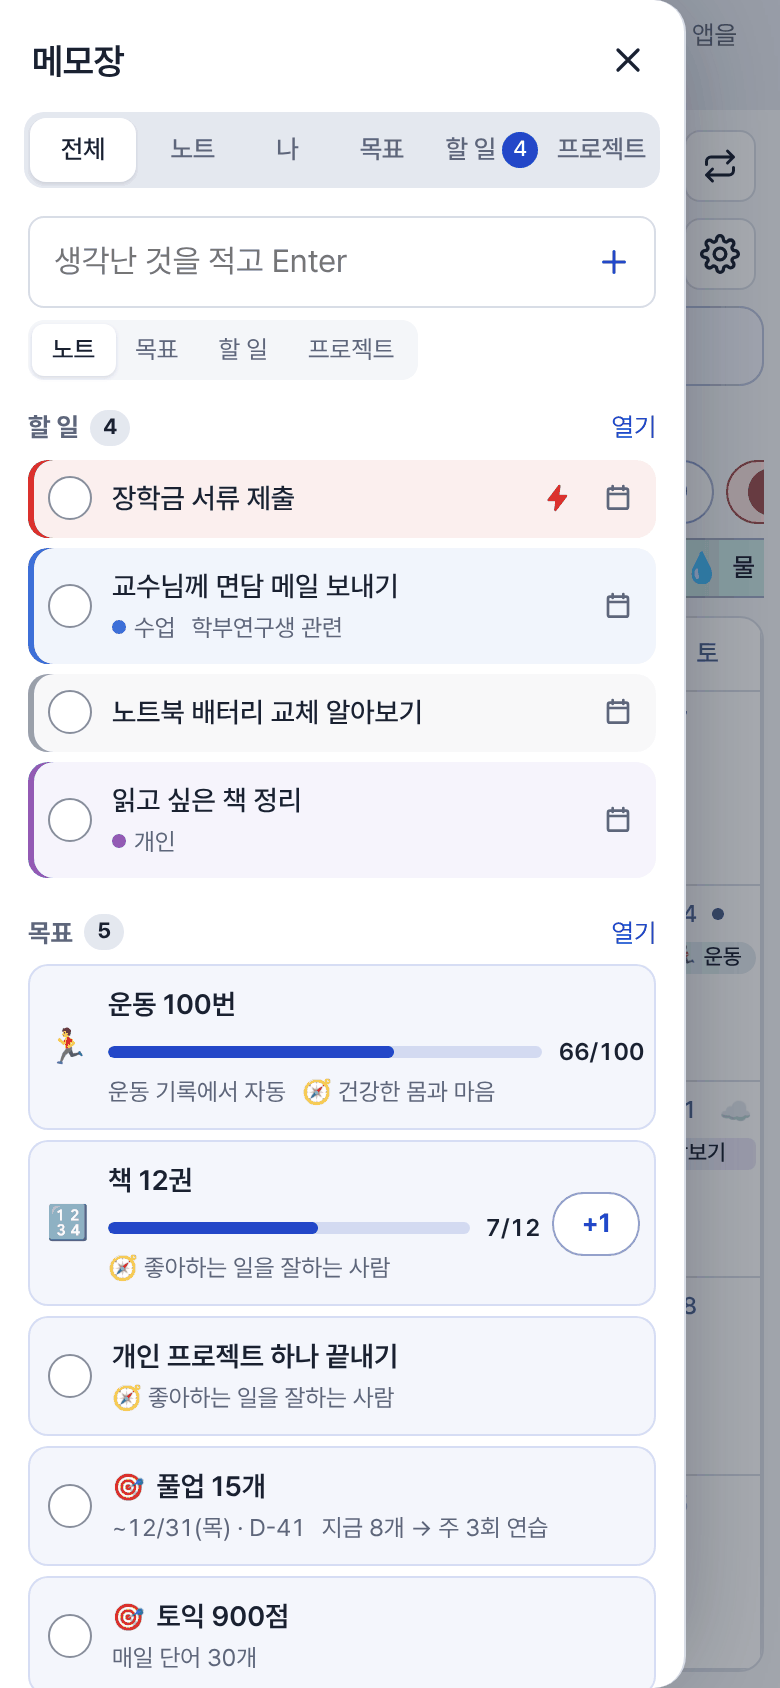 메모장
앱을
전체 노트 나 목표 할 일 4 프로젝트
생각난 것을 적고 Enter
노트 목표 할 일 프로젝트
할 일 4 열기
장학금 서류 제출
교수님께 면담 메일 보내기
수업 학부연구생 관련
물
노트북 배터리 교체 알아보기
토
읽고 싶은 책 정리
개인
목표 5 열기
4
운동
운동 100번
66/100
운동 기록에서 자동 건강한 몸과 마음
1
보기
책 12권
7/12 +1
좋아하는 일을 잘하는 사람
8
개인 프로젝트 하나 끝내기
좋아하는 일을 잘하는 사람
풀업 15개
~12/31(목) · D-41 지금 8개 → 주 3회 연습
토익 900점
매일 단어 30개